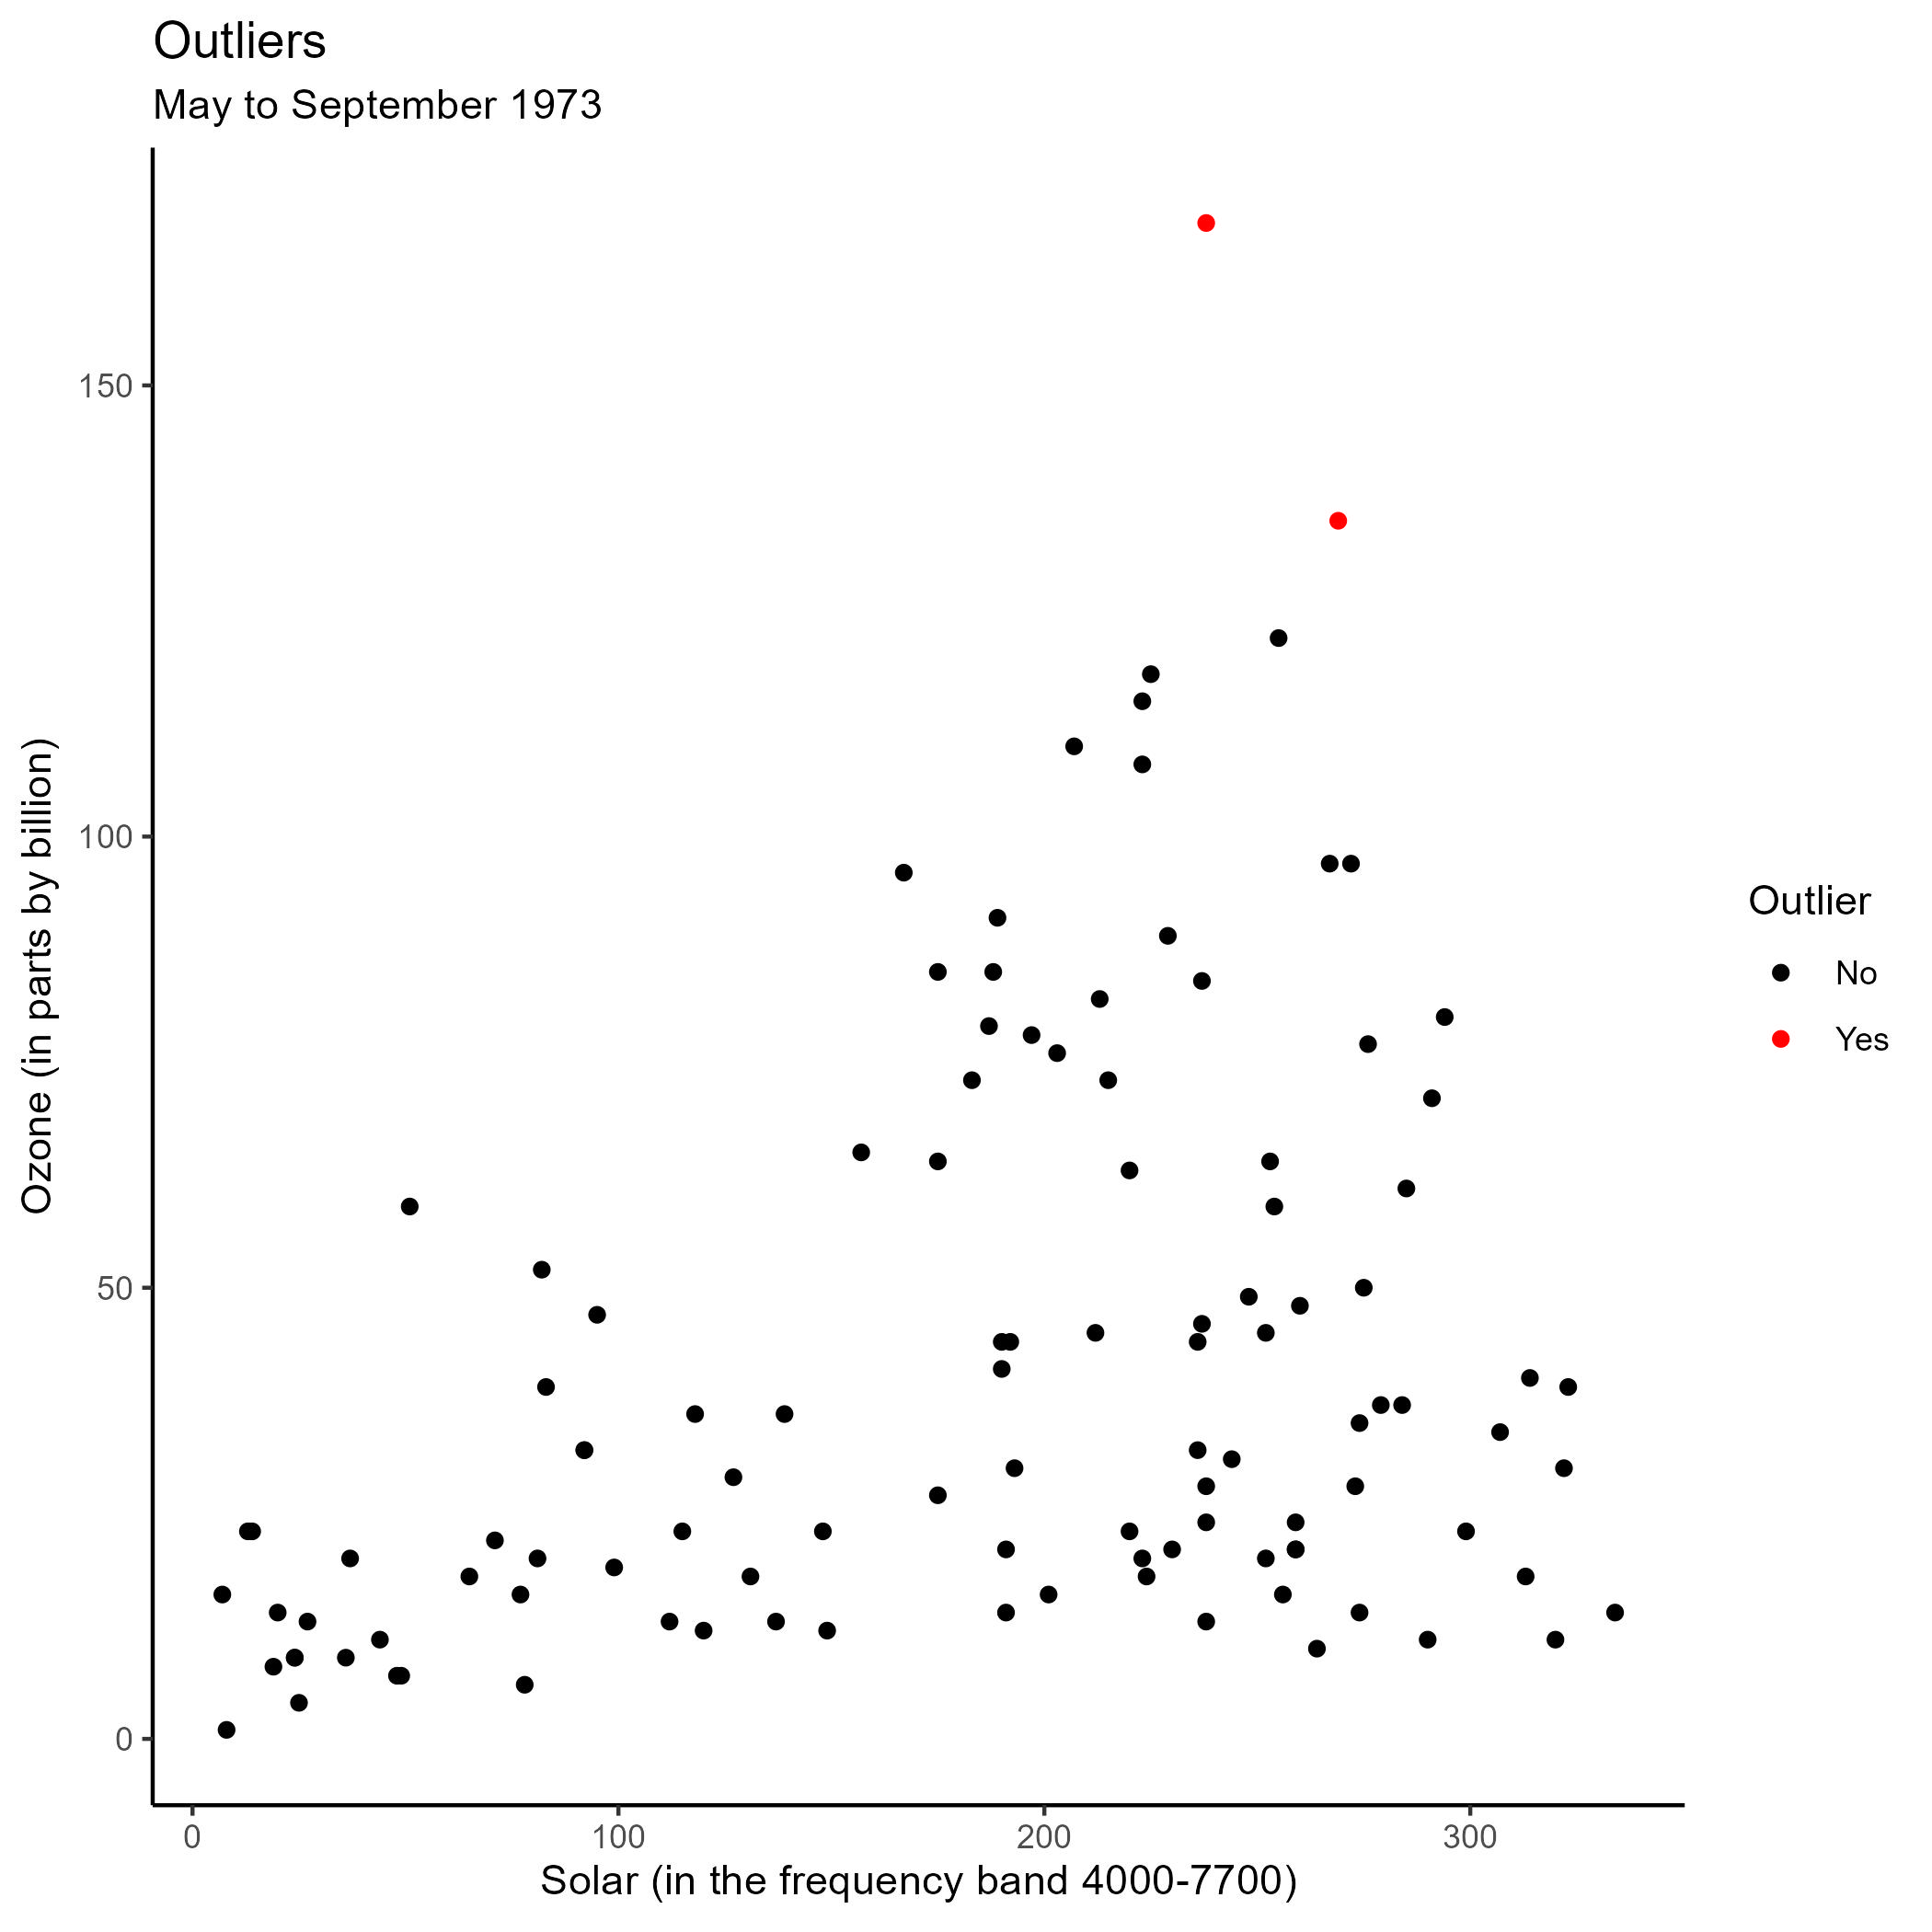 Outliers
May to September 1973
Ozone (in parts by billion)
150
100
50
0
0
100
200
300
Solar (in the frequency band 4000-7700)
Outlier
No
Yes